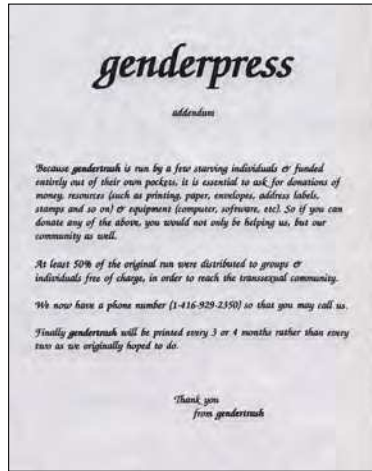 genderpress
addendum
Because gendertrash is run by a few starving individuals & funded
entirely out of their own pockets, it is essential to ask for donations of
money, resources (such as printing, paper, envelopes, address labels,
stamps and so on) & equipment (computer, software, etc). So if you can
donate any of the above, you would not only be helping us, but our
community as well.
At least 50% of the original run were distributed to groups &
individuals free of charge, in order to reach the transsexual community.
We now have a phone number (1-416-929-2350) so that you may call us.
Finally gendertrash will be printed every 3 or 4 months rather than every
two as we originally hoped to do.
Thank you
from gendertrash